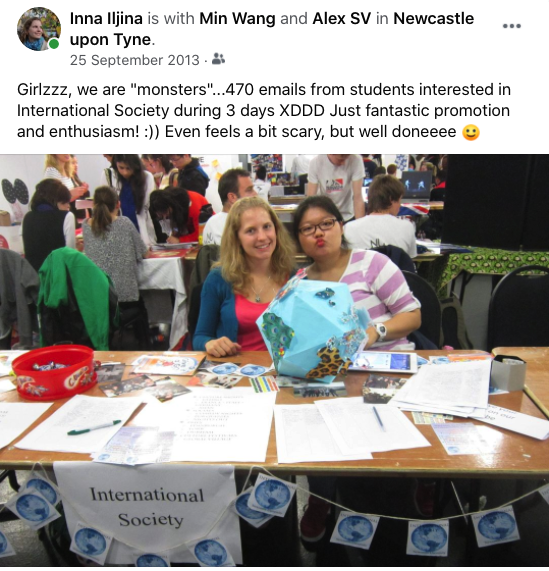 Inna Iljina is with Min Wang and Alex SV in Newcastle
upon Tyne.
25 September 2013 ·
Girlzzz, we are "monsters"...470 emails from students interested in
International Society during 3 days XDDD Just fantastic promotion
and enthusiasm! :)) Even feels a bit scary, but well doneeee 😃
International
Society